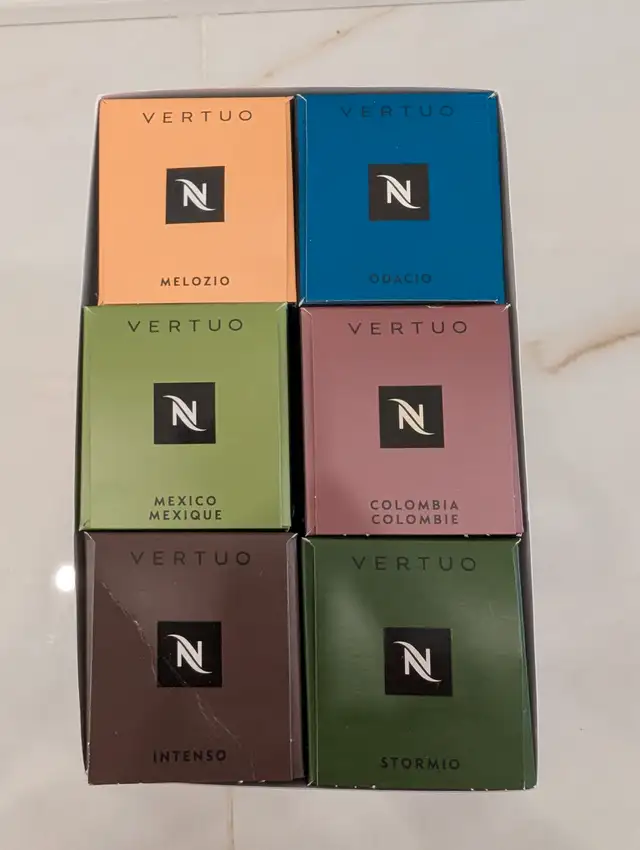 VERTUO
N
MELOZIO
VERTUO
N
ODACIO
VERTUO
N
MEXICO
MEXIQUE
VERTUO
N
COLOMBIA
COLOMBIE
VERTUO
N
INTENSO
VERTUO
N
STORMIO